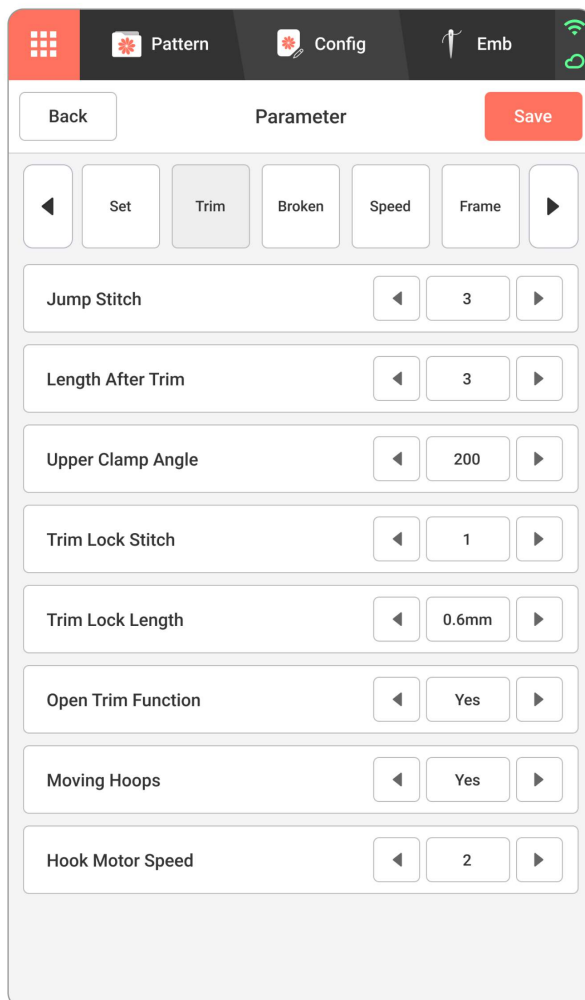 Pattern Config Emb
Back Parameter Save
Set Trim Broken Speed Frame
Jump Stitch 3
Length After Trim 3
Upper Clamp Angle 200
Trim Lock Stitch 1
Trim Lock Length 0.6mm
Open Trim Function Yes
Moving Hoops Yes
Hook Motor Speed 2